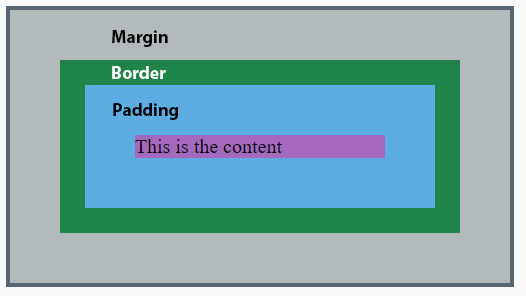 Margin
Border
Padding
This is the content